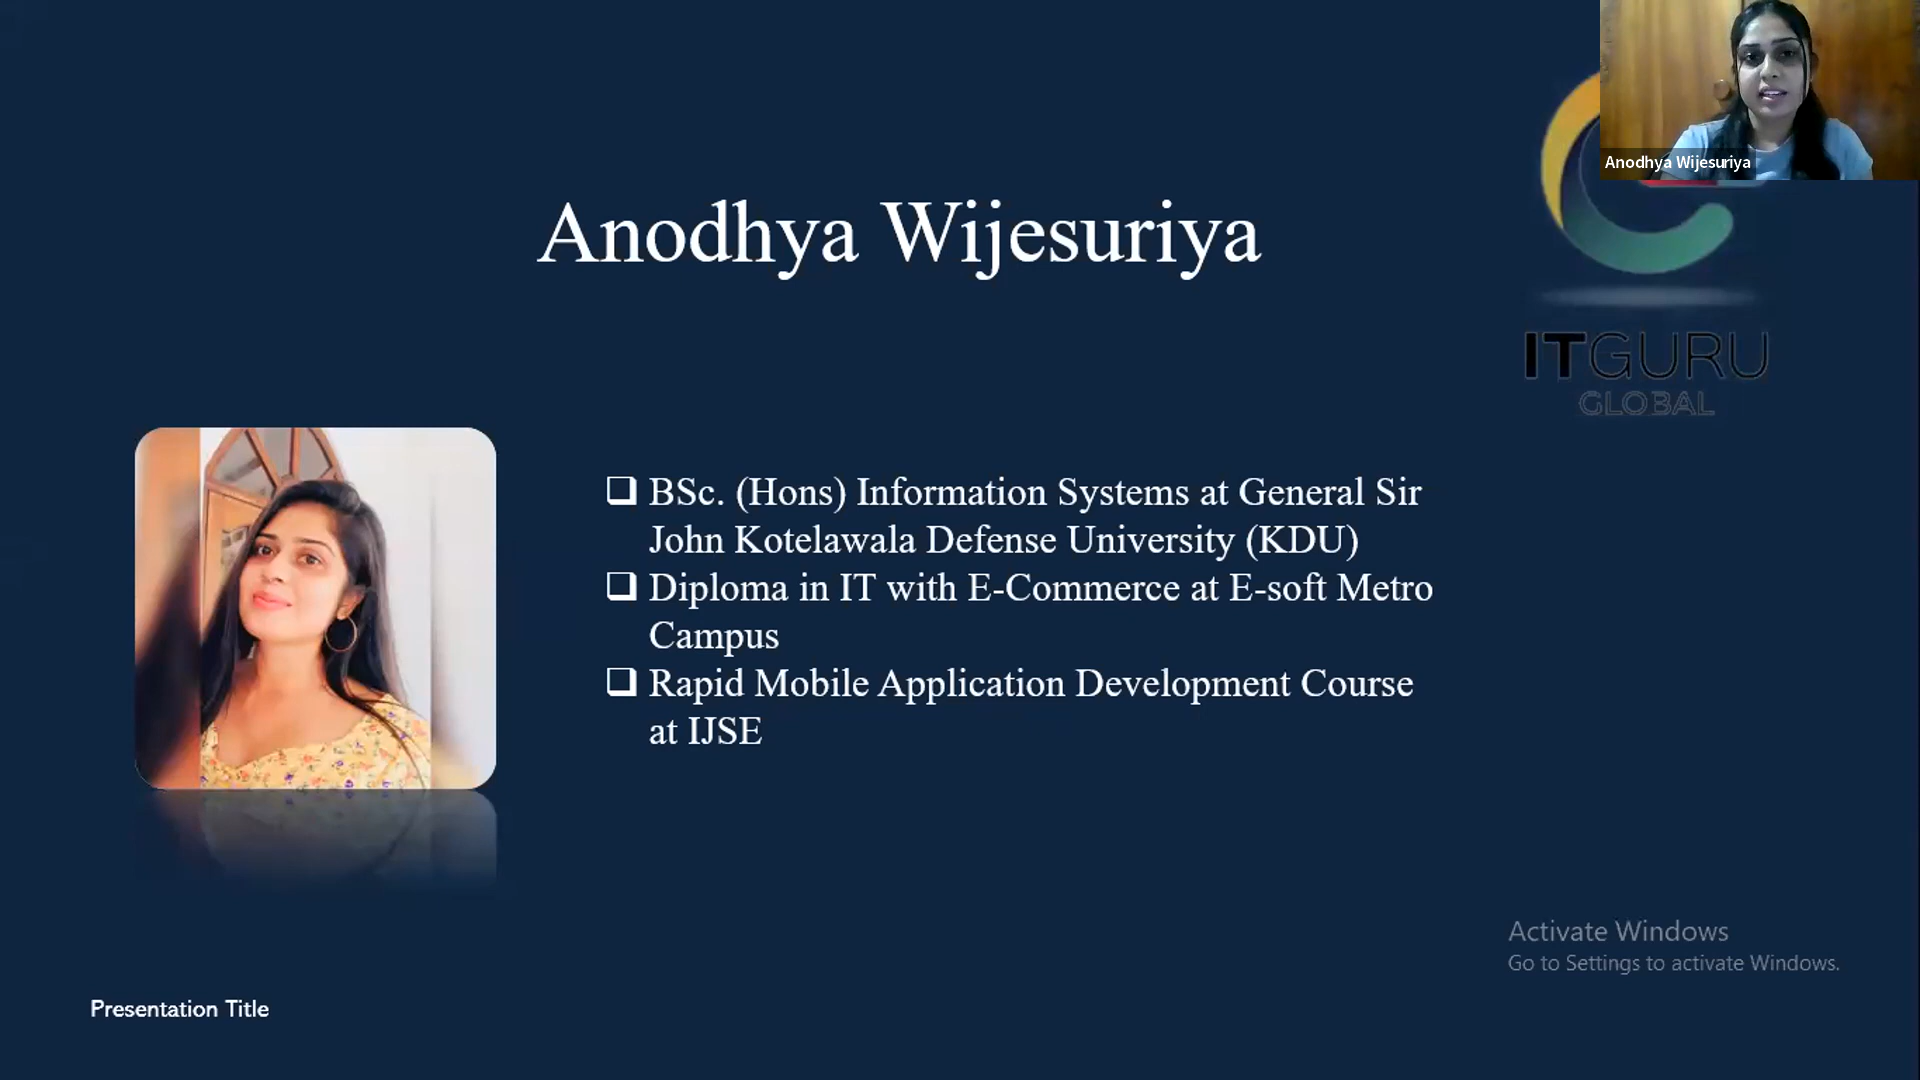 Anodhya Wijesuriya
Anodhya Wijesuriya
ITGURU
GLOBAL
BSc. (Hons) Information Systems at General Sir
John Kotelawala Defense University (KDU)
Diploma in IT with E-Commerce at E-soft Metro
Campus
Rapid Mobile Application Development Course
at IJSE
Activate Windows
Go to Settings to activate Windows.
Presentation Title